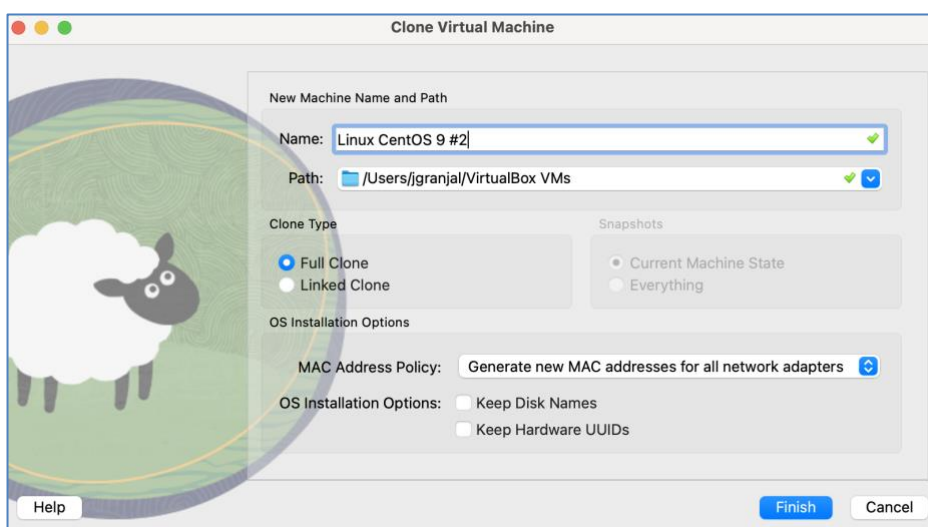 Clone Virtual Machine
New Machine Name and Path
Name: Linux CentOS 9 #2
Path: /Users/jgranjal/VirtualBox VMs
Clone Type
Full Clone
Linked Clone
Snapshots
Current Machine State
Everything
OS Installation Options
MAC Address Policy: Generate new MAC addresses for all network adapters
OS Installation Options: Keep Disk Names
Keep Hardware UUIDs
Help
Finish
Cancel